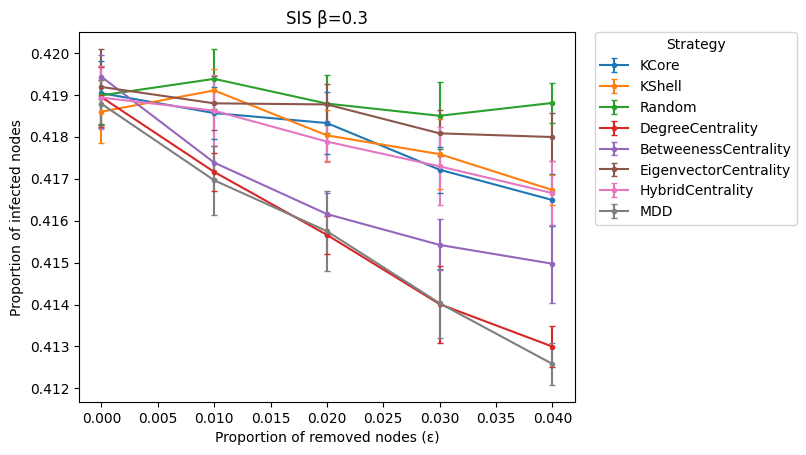 SIS β=0.3
Strategy
KCore
KShell
Random
DegreeCentrality
BetweenessCentrality
EigenvectorCentrality
HybridCentrality
MDD
Proportion of infected nodes
0.420
0.419
0.418
0.417
0.416
0.415
0.414
0.413
0.412
0.000 0.005 0.010 0.015 0.020 0.025 0.030 0.035 0.040
Proportion of removed nodes (ε)